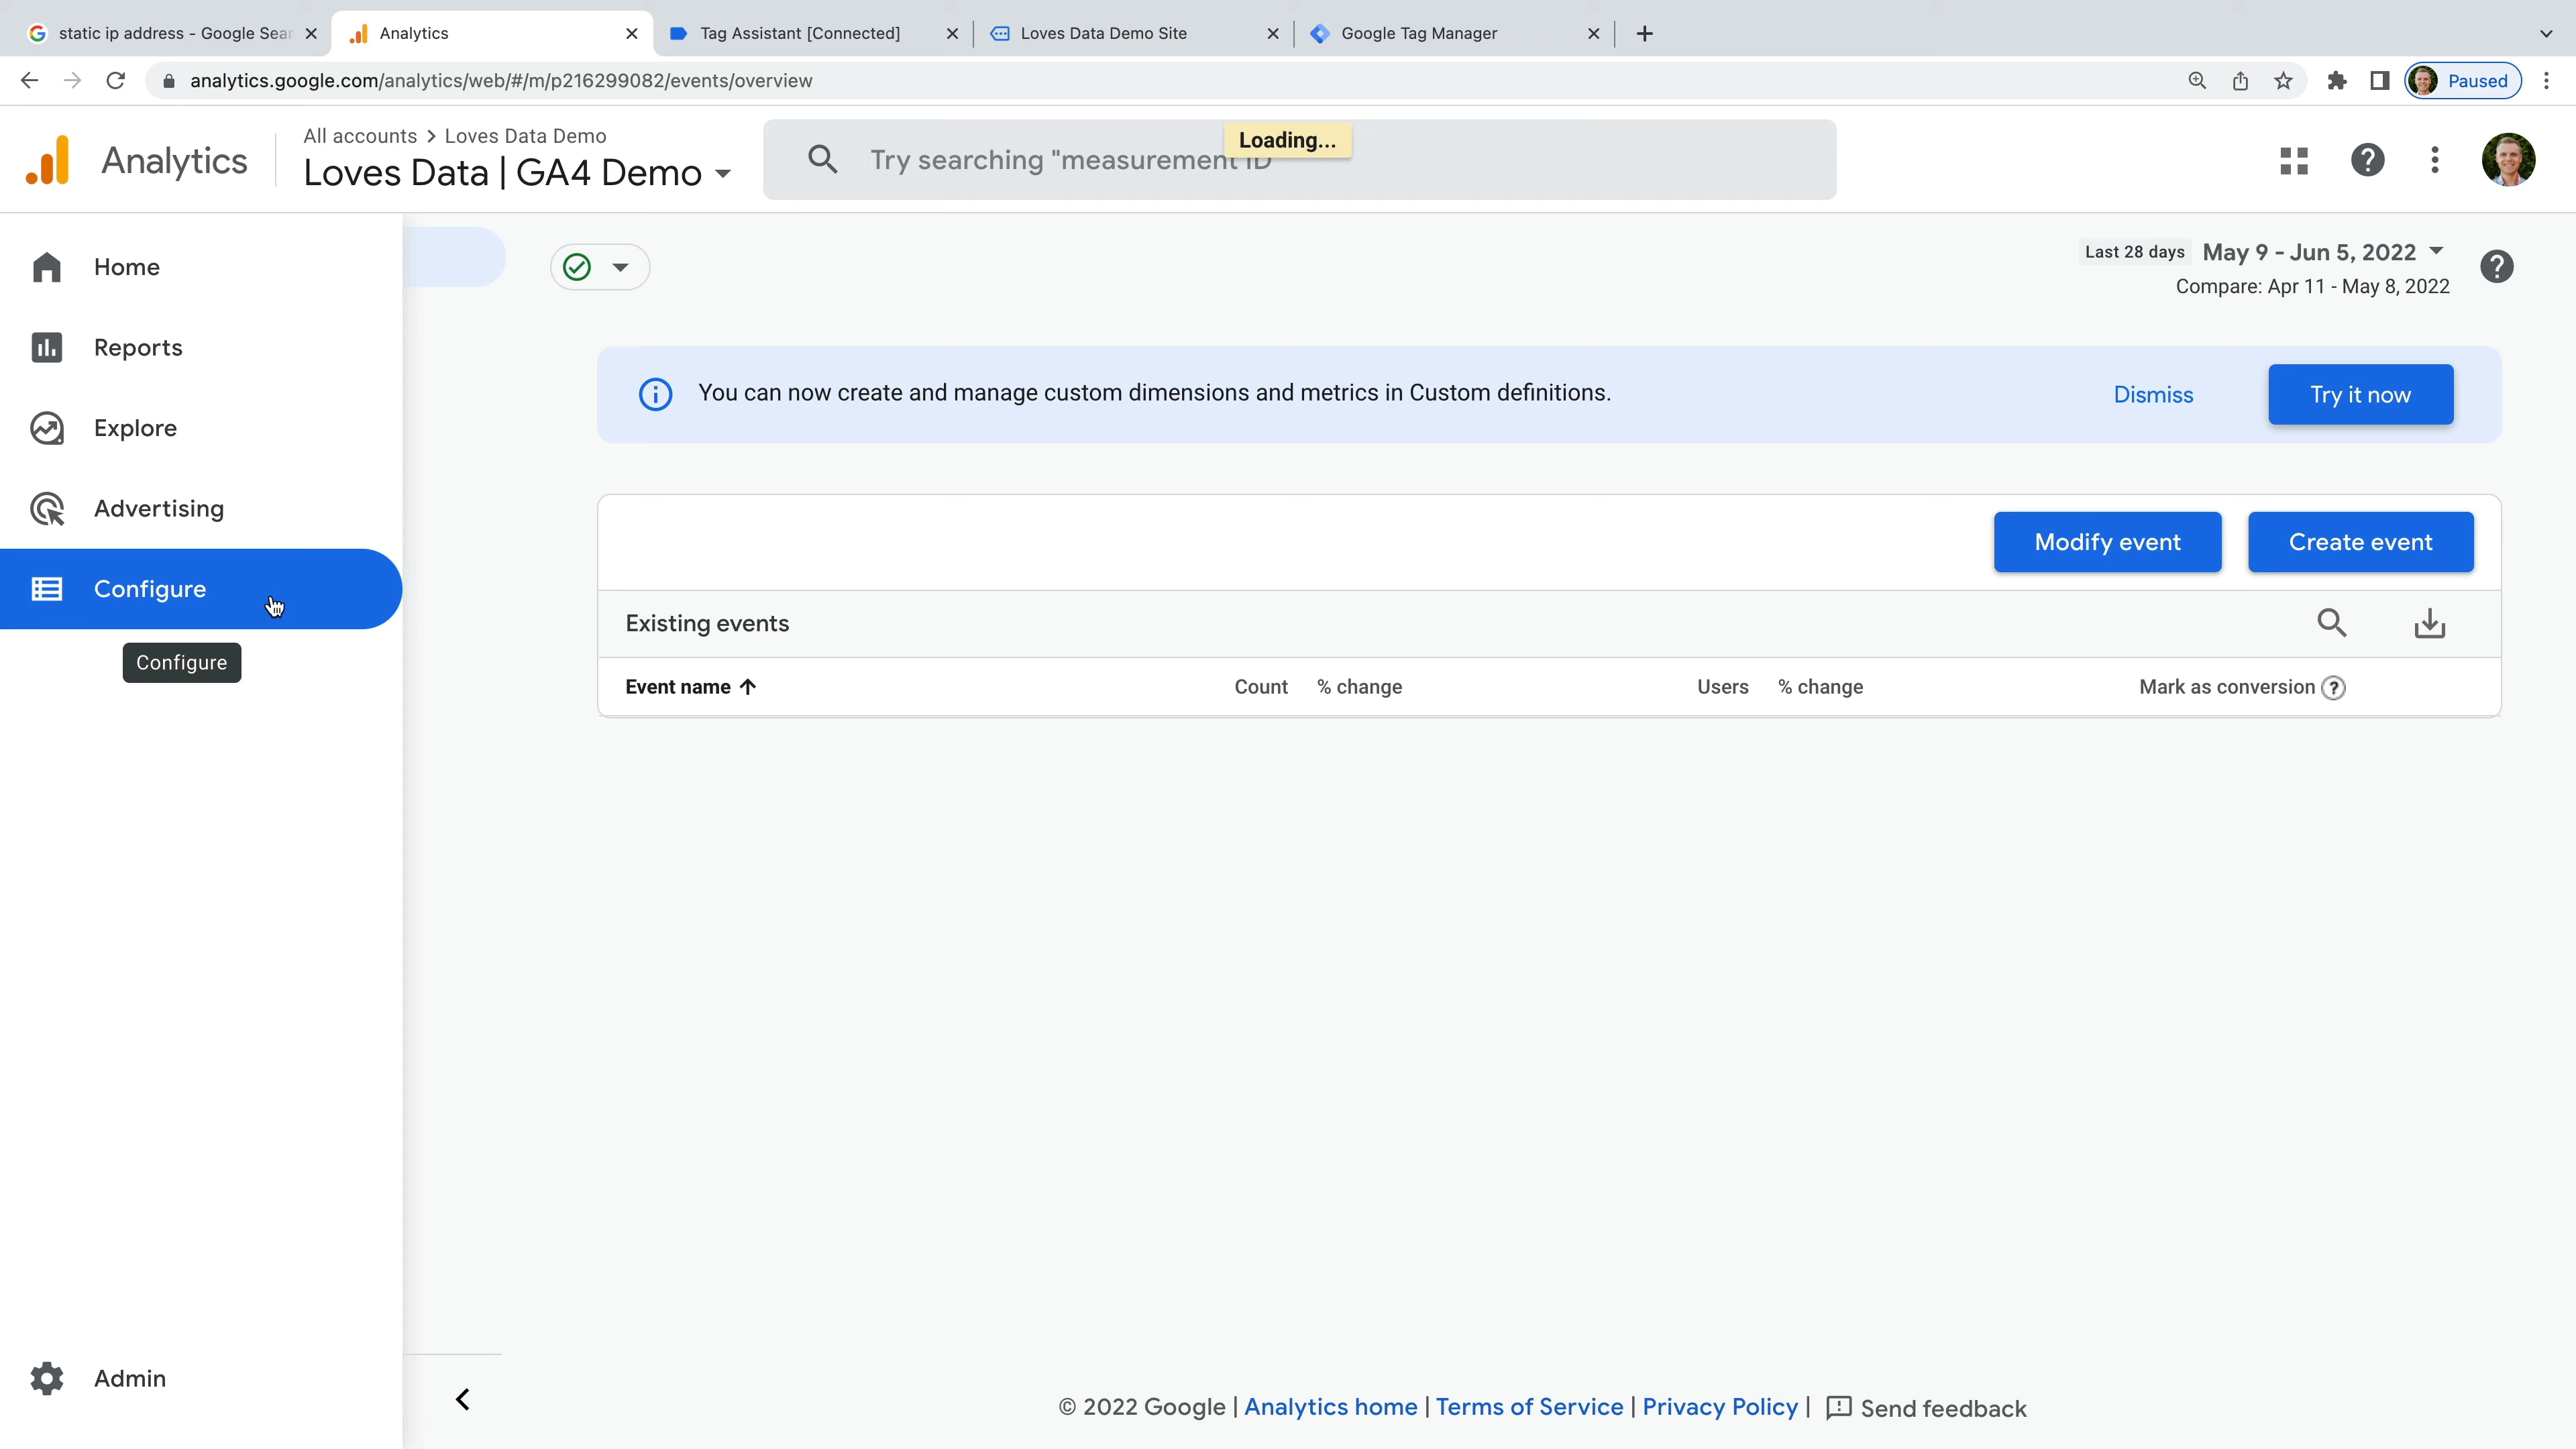 static ip address - Google Sear
Analytics
Tag Assistant [Connected]
Loves Data Demo Site
Google Tag Manager
analytics.google.com/analytics/web/#/m/p216299082/events/overview
Paused
Analytics
All accounts > Loves Data Demo
Loves Data | GA4 Demo
Try searching "measurement ID
Loading...
Home
Reports
Explore
Advertising
Configure
Configure
Admin
Last 28 days May 9 - Jun 5, 2022
Compare: Apr 11 - May 8, 2022
You can now create and manage custom dimensions and metrics in Custom definitions.
Dismiss
Try it now
Modify event
Create event
Existing events
Event name Count % change Users % change Mark as conversion
© 2022 Google | Analytics home | Terms of Service | Privacy Policy | Send feedback